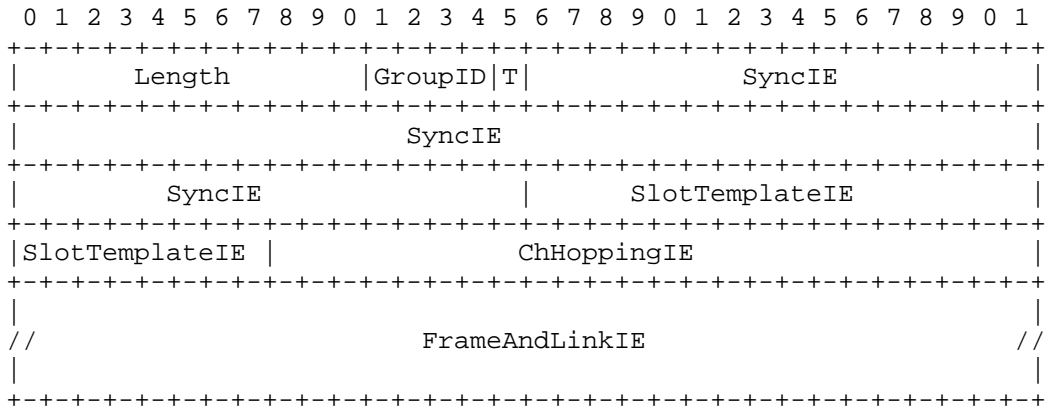 0 1 2 3 4 5 6 7 8 9 0 1 2 3 4 5 6 7 8 9 0 1 2 3 4 5 6 7 8 9 0 1
+-+-+-+-+-+-+-+-+-+-+-+-+-+-+-+-+-+-+-+-+-+-+-+-+-+-+-+-+-+-+-+-+
|       Length        |GroupID|T|             SyncIE            |
+-+-+-+-+-+-+-+-+-+-+-+-+-+-+-+-+-+-+-+-+-+-+-+-+-+-+-+-+-+-+-+-+
|                        SyncIE                                 |
+-+-+-+-+-+-+-+-+-+-+-+-+-+-+-+-+-+-+-+-+-+-+-+-+-+-+-+-+-+-+-+-+
|         SyncIE                |      SlotTemplateIE           |
+-+-+-+-+-+-+-+-+-+-+-+-+-+-+-+-+-+-+-+-+-+-+-+-+-+-+-+-+-+-+-+-+
|SlotTemplateIE |               ChHoppingIE                     |
+-+-+-+-+-+-+-+-+-+-+-+-+-+-+-+-+-+-+-+-+-+-+-+-+-+-+-+-+-+-+-+-+
|                                                               |
//                        FrameAndLinkIE                       //
|                                                               |
+-+-+-+-+-+-+-+-+-+-+-+-+-+-+-+-+-+-+-+-+-+-+-+-+-+-+-+-+-+-+-+-+